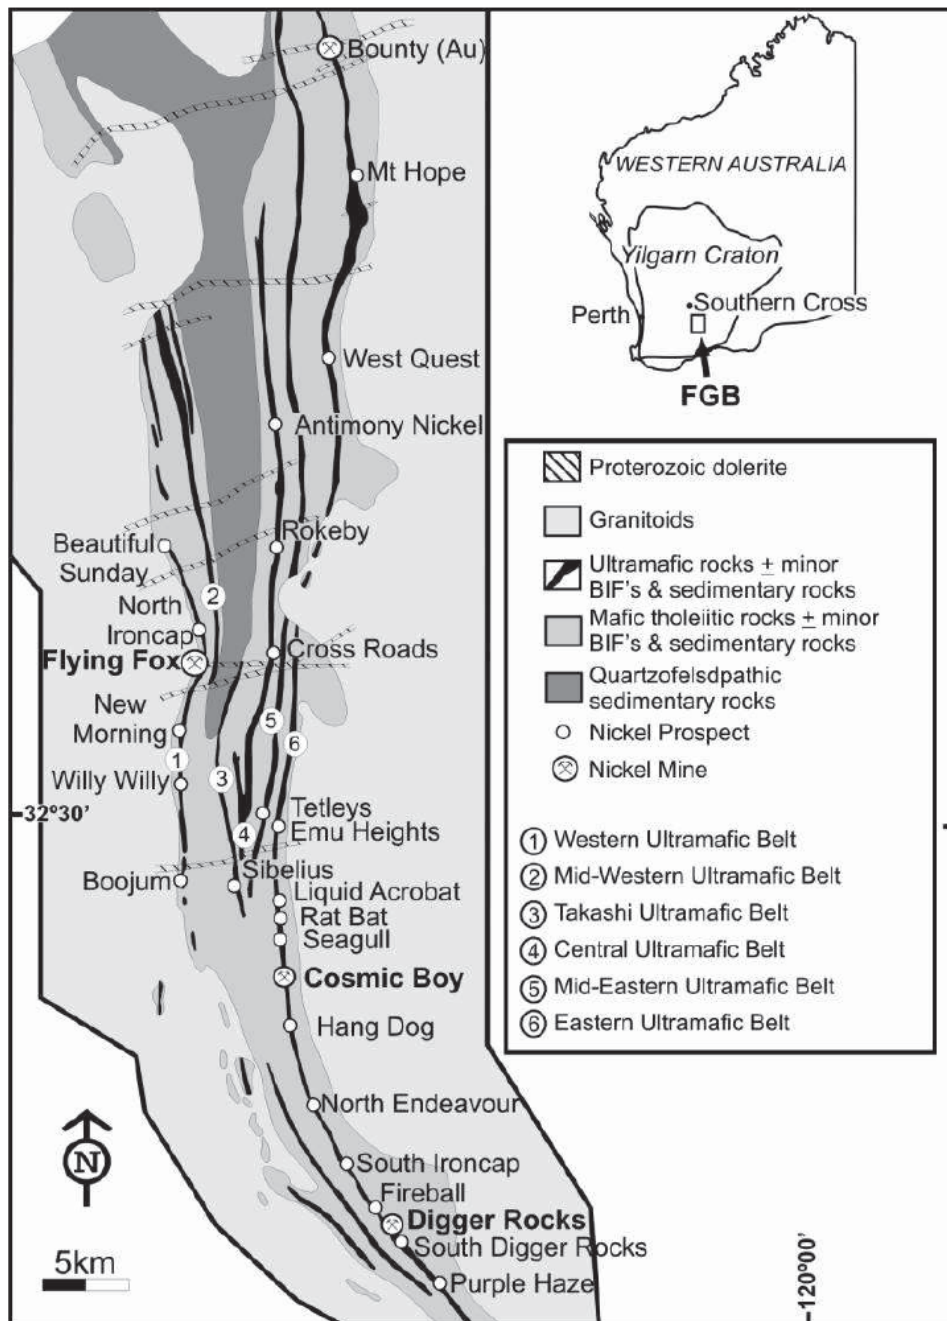 Bounty (Au)
Mt Hope
West Quest
Antimony Nickel
Rokeby
Beautiful
Sunday
2
North
Ironcap
Flying Fox
Cross Roads
New
Morning
5
6
1
3
Willy Willy
32º30’
Tetleys
4
Emu Heights
Boojum
Sibelius
Liquid Acrobat
Rat Bat
Seagull
Cosmic Boy
Hang Dog
North Endeavour
South Ironcap
Fireball
Digger Rocks
South Digger Rocks
Purple Haze
N
5km
120º00’
WESTERN AUSTRALIA
Yilgarn Craton
Southern Cross
Perth
FGB
Proterozoic dolerite
Granitoids
Ultramafic rocks ± minor
BIF's & sedimentary rocks
Mafic tholeiitic rocks ± minor
BIF's & sedimentary rocks
Quartzofelsdpathic
sedimentary rocks
Nickel Prospect
Nickel Mine
1 Western Ultramafic Belt
2 Mid-Western Ultramafic Belt
3 Takashi Ultramafic Belt
4 Central Ultramafic Belt
5 Mid-Eastern Ultramafic Belt
6 Eastern Ultramafic Belt